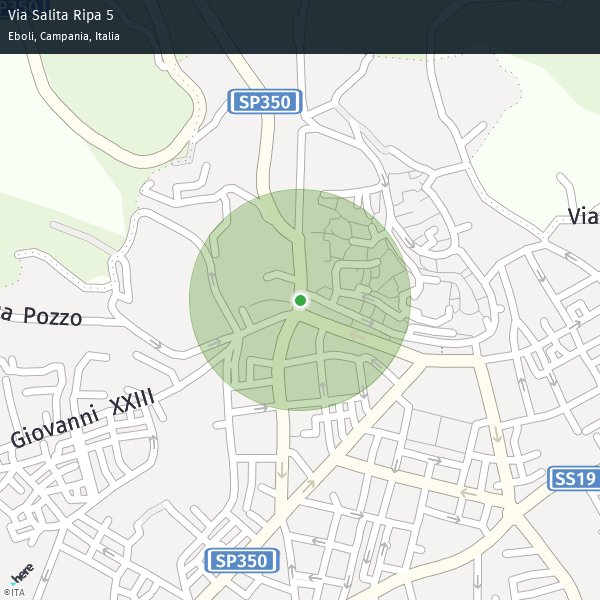 Via Salita Ripa 5
Eboli, Campania, Italia
SP350
Via
a Pozzo
Giovanni XXIII
SS19
SP350
here
©ITA